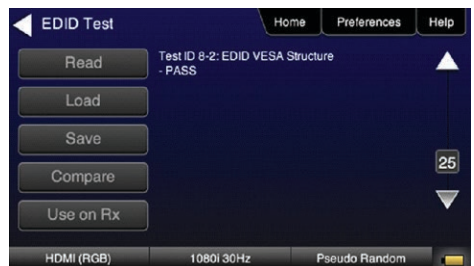 EDID Test
Home
Preferences
Help
Read
Load
Save
Compare
Use on Rx
Test ID 8-2: EDID VESA Structure
- PASS
25
HDMI (RGB)
1080i 30Hz
Pseudo Random